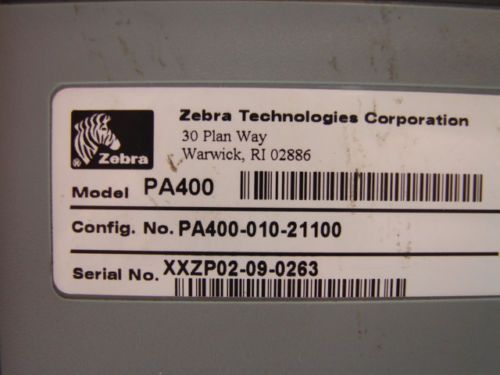 Zebra Technologies Corporation
30 Plan Way
Warwick, RI 02886
® Zebra
Model PA400
Config. No. PA400-010-21100
Serial No. XXZP02-09-0263